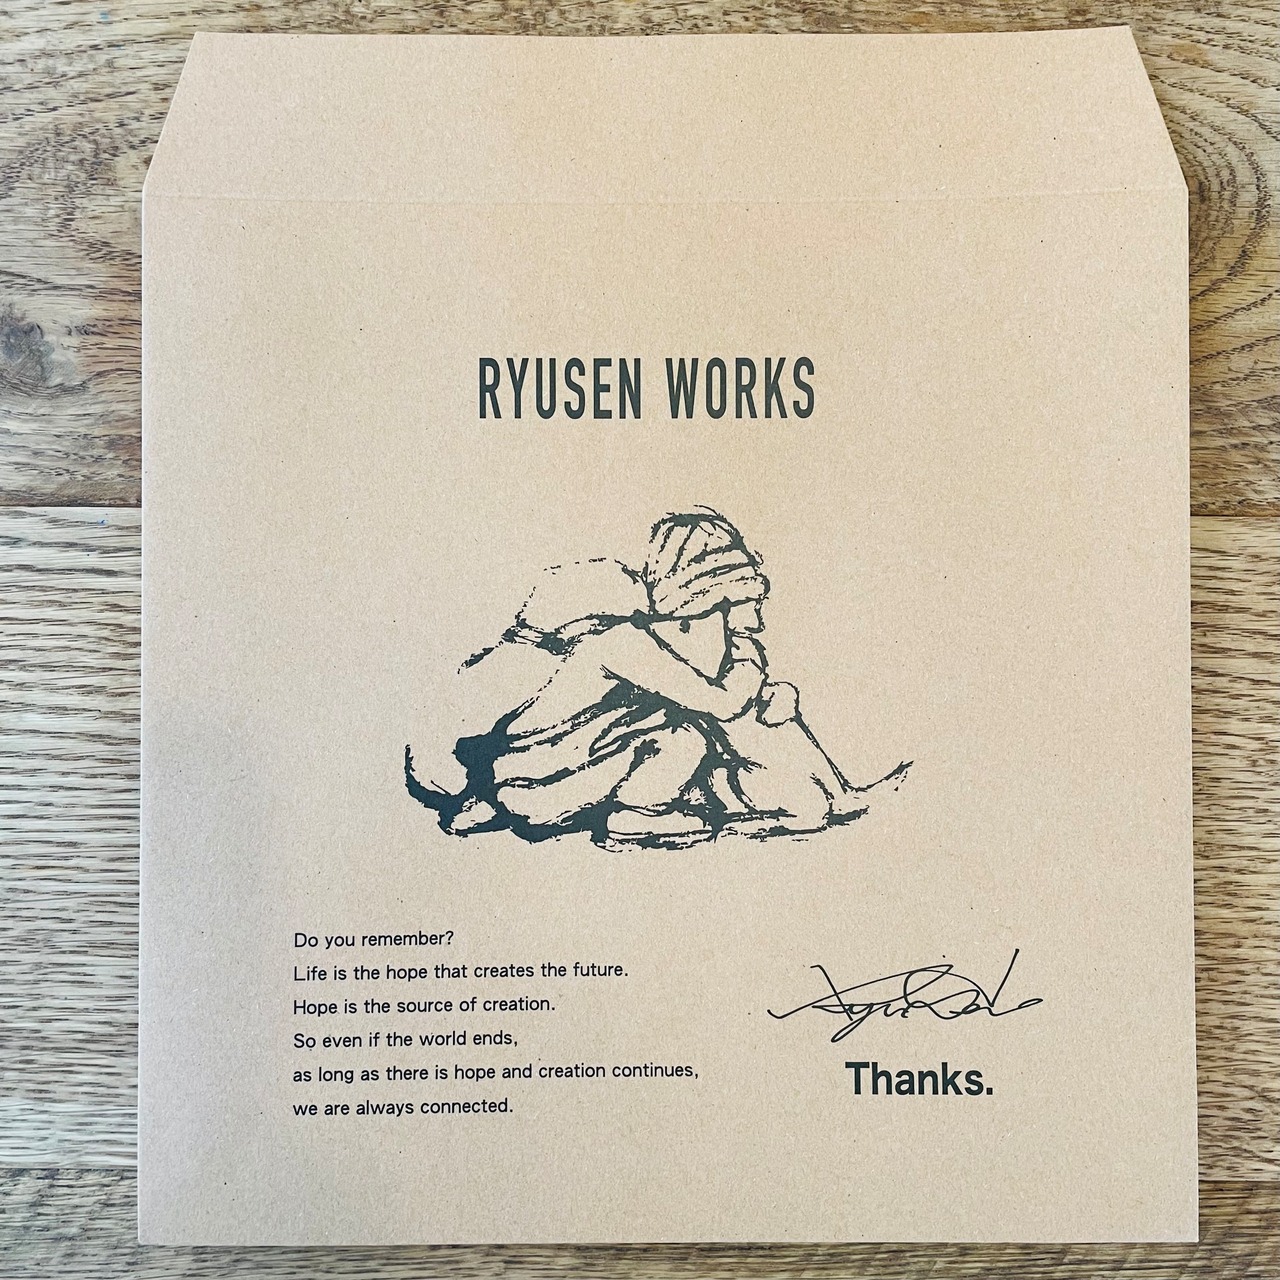 RYUSEN WORKS
Do you remember?
Life is the hope that creates the future.
Hope is the source of creation.
So even if the world ends,
as long as there is hope and creation continues,
we are always connected.
Thanks.